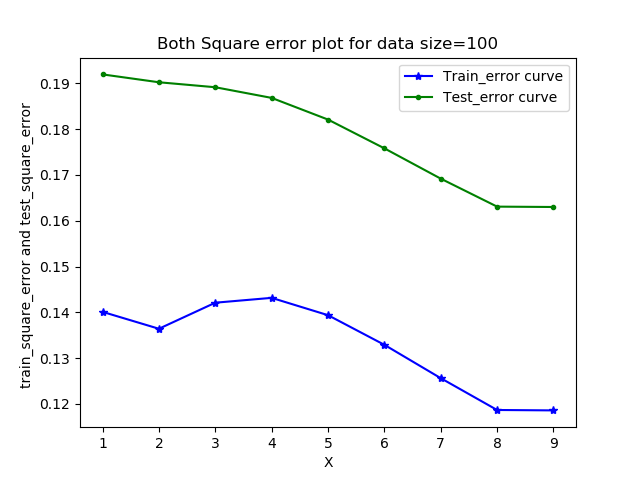 Both Square error plot for data size=100
train_square_error and test_square_error
0.19
0.18
0.17
0.16
0.15
0.14
0.13
0.12
Train_error curve
Test_error curve
1 2 3 4 5 6 7 8 9
X